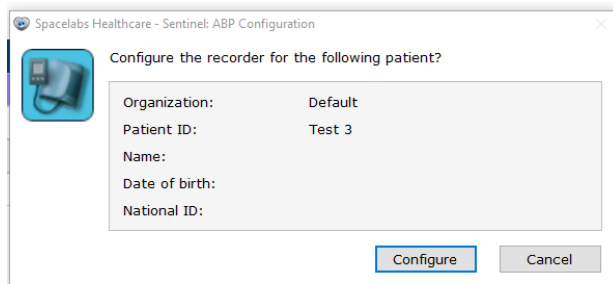 Spacelabs Healthcare - Sentinel: ABP Configuration
Configure the recorder for the following patient?
Organization: Default
Patient ID: Test 3
Name:
Date of birth:
National ID:
Configure Cancel